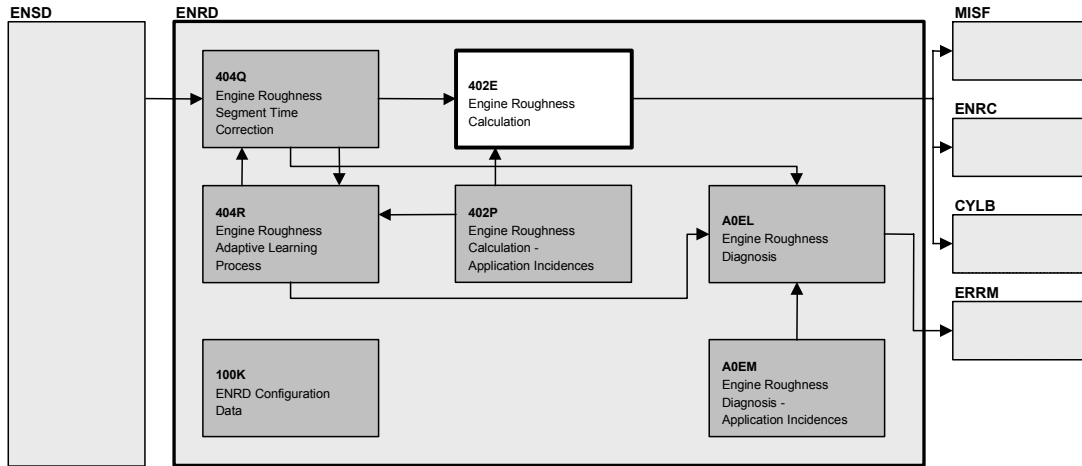 ENSD
ENRD
MISF
404Q
Engine Roughness
Segment Time
Correction
402E
Engine Roughness
Calculation
ENRC
404R
Engine Roughness
Adaptive Learning
Process
402P
Engine Roughness
Calculation -
Application Incidences
A0EL
Engine Roughness
Diagnosis
CYLB
ERRM
100K
ENRD Configuration
Data
A0EM
Engine Roughness
Diagnosis -
Application Incidences